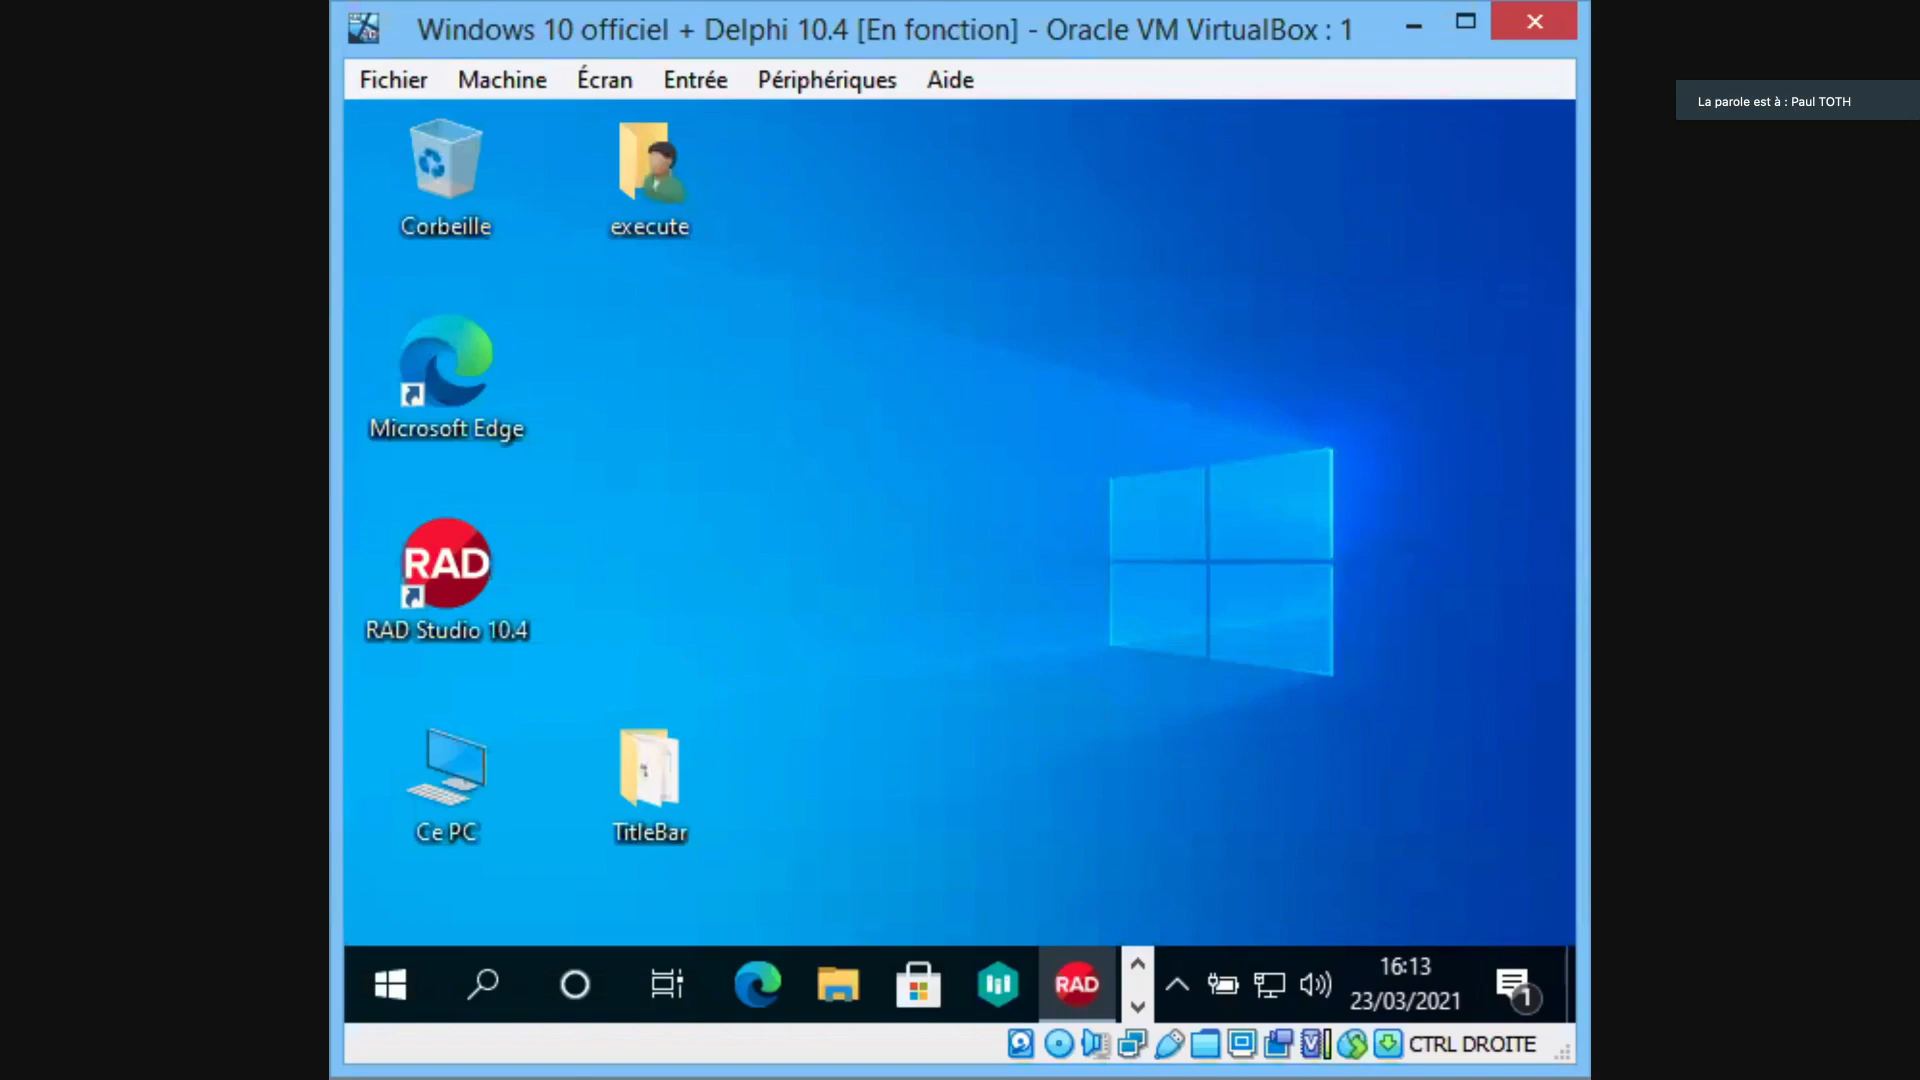 Windows 10 officiel + Delphi 10.4 [En fonction] - Oracle VM VirtualBox : 1
Fichier Machine Écran Entrée Périphériques Aide
La parole est à : Paul TOTH
Corbeille
execute
Microsoft Edge
RAD
RAD Studio 10.4
Ce PC
TitleBar
RAD
16:13
23/03/2021
1
CTRL DROITE